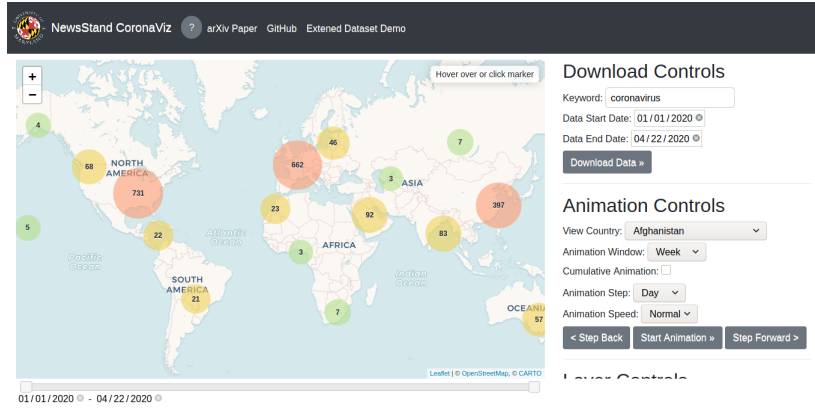 NewsStand CoronaViz ? arXiv Paper GitHub Extened Dataset Demo
+
−
Hover over or click marker
4
68
NORTH
AMERICA
731
5
22
Pacific
Ocean
Atlantic
Ocean
SOUTH
AMERICA
21
46
662
7
3
ASIA
23
92
397
83
3
AFRICA
Indian
Ocean
7
OCEANIA
57
Leaflet | © OpenStreetMap, © CARTO
01/01/2020 - 04/22/2020
Download Controls
Keyword: coronavirus
Data Start Date: 01/01/2020
Data End Date: 04/22/2020
Download Data »
Animation Controls
View Country: Afghanistan
Animation Window: Week
Cumulative Animation:
Animation Step: Day
Animation Speed: Normal
< Step Back Start Animation » Step Forward >